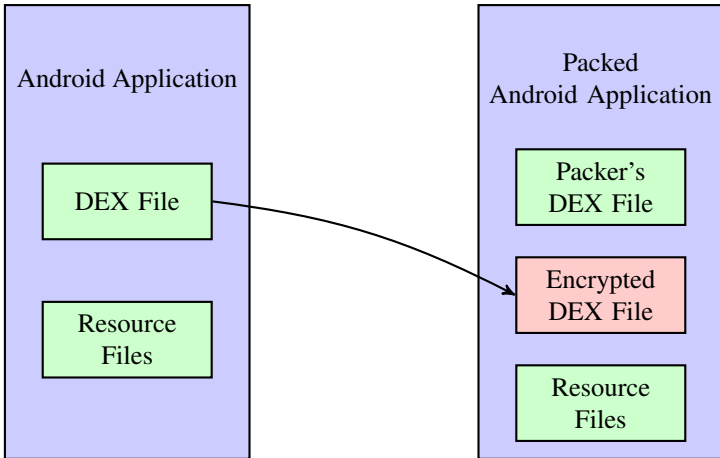 Android Application
DEX File
Resource
Files
Packed
Android Application
Packer's
DEX File
Encrypted
DEX File
Resource
Files